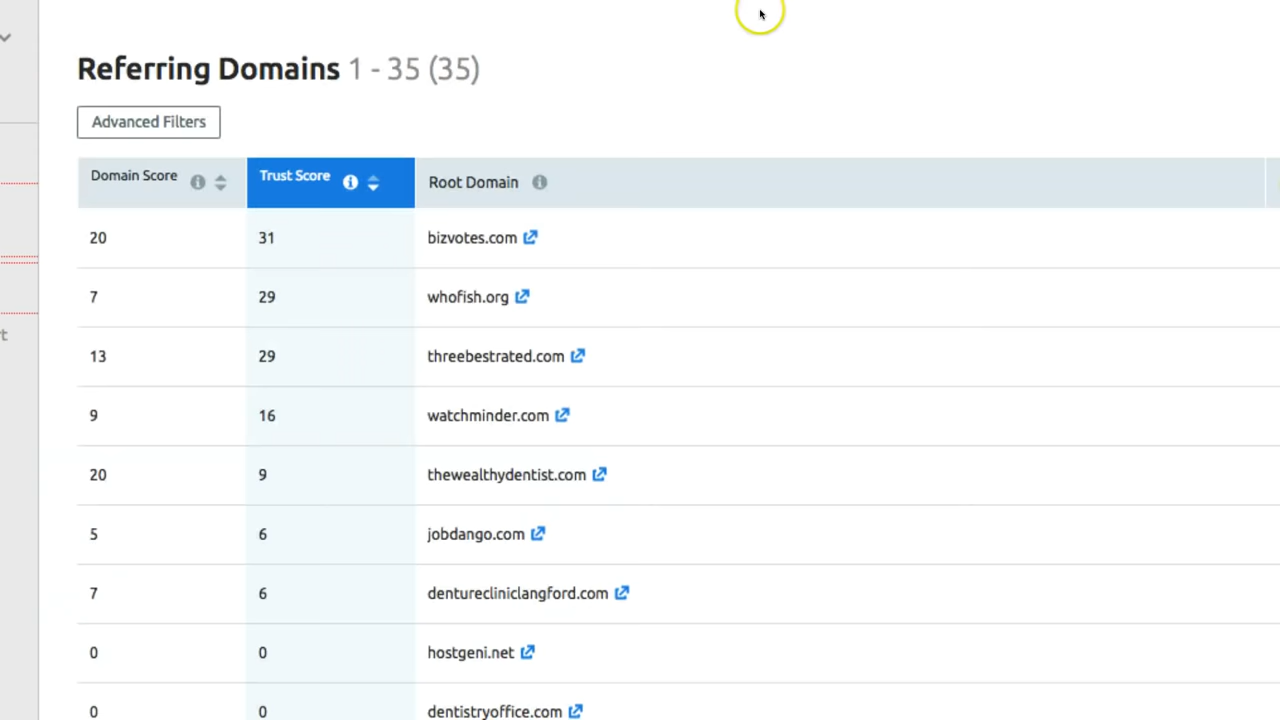 Referring Domains 1 - 35 (35)
Advanced Filters
Domain Score Trust Score Root Domain
20 31 bizvotes.com
7 29 whofish.org
13 29 threebestrated.com
9 16 watchminder.com
20 9 thewealthydentist.com
5 6 jobdango.com
7 6 denturecliniclangford.com
0 0 hostgeni.net
0 0 dentistryoffice.com
t